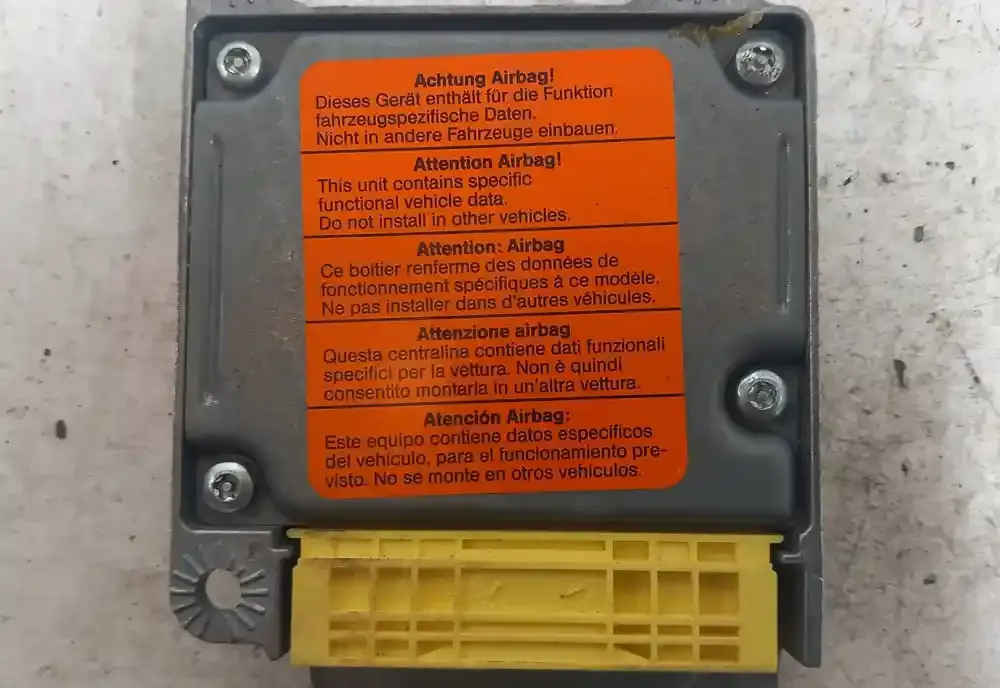 Achtung Airbag!
Dieses Gerät enthält für die Funktion
fahrzeugspezifische Daten.
Nicht in andere Fahrzeuge einbauen.
Attention Airbag!
This unit contains specific
functional vehicle data.
Do not install in other vehicles.
Attention: Airbag
Ce boitier renferme des données de
fonctionnement spécifiques à ce modèle.
Ne pas installer dans d'autres véhicules.
Attenzione airbag
Questa centralina contiene dati funzionali
specifici per la vettura. Non è quindi
consentito montarla in un'altra vettura.
Atención Airbag:
Este equipo contiene datos especificos
del vehiculo, para el funcionamiento pre-
visto. No se monte en otros vehiculos.